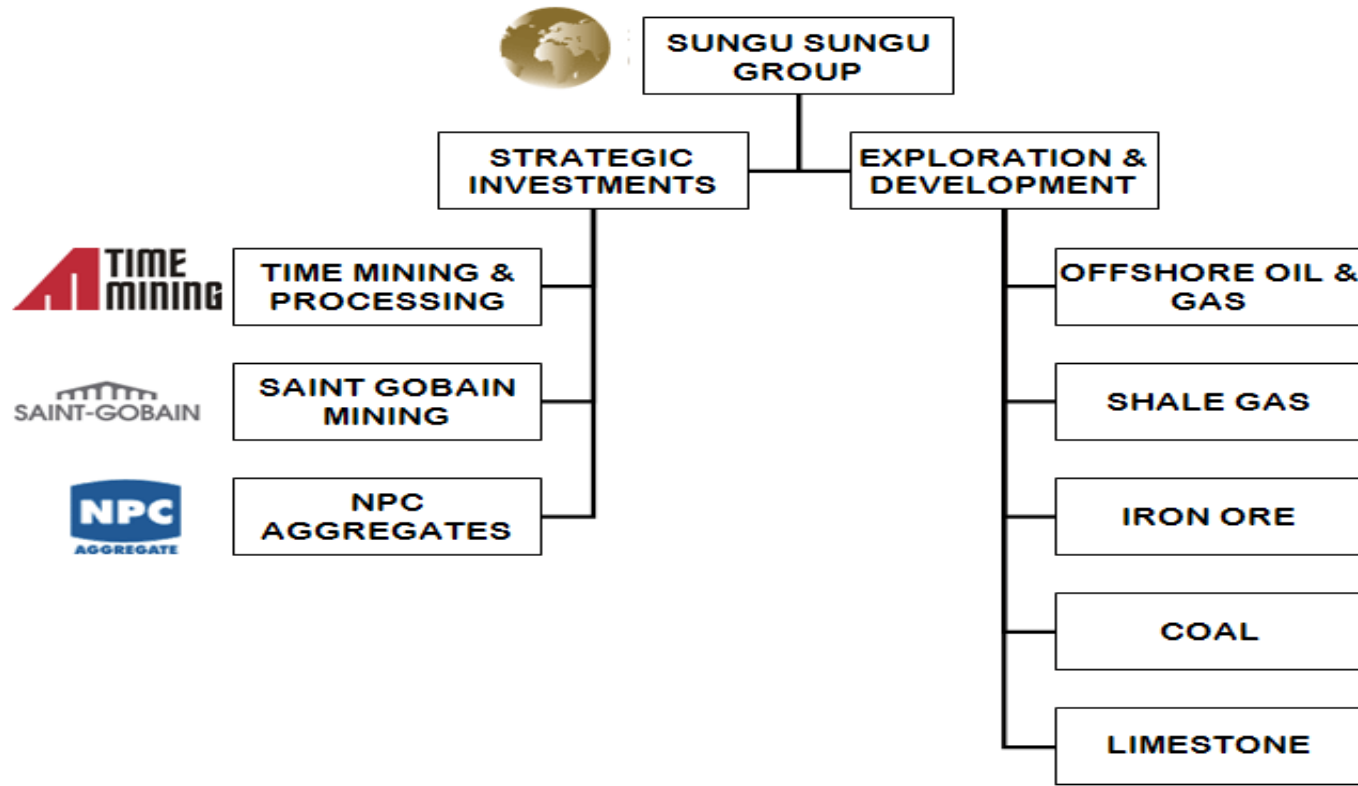 SUNGU SUNGU
GROUP
STRATEGIC
INVESTMENTS
EXPLORATION &
DEVELOPMENT
TIME
MINING
TIME MINING &
PROCESSING
OFFSHORE OIL &
GAS
SAINT-GOBAIN
SAINT GOBAIN
MINING
SHALE GAS
NPC
AGGREGATE
NPC
AGGREGATES
IRON ORE
COAL
LIMESTONE